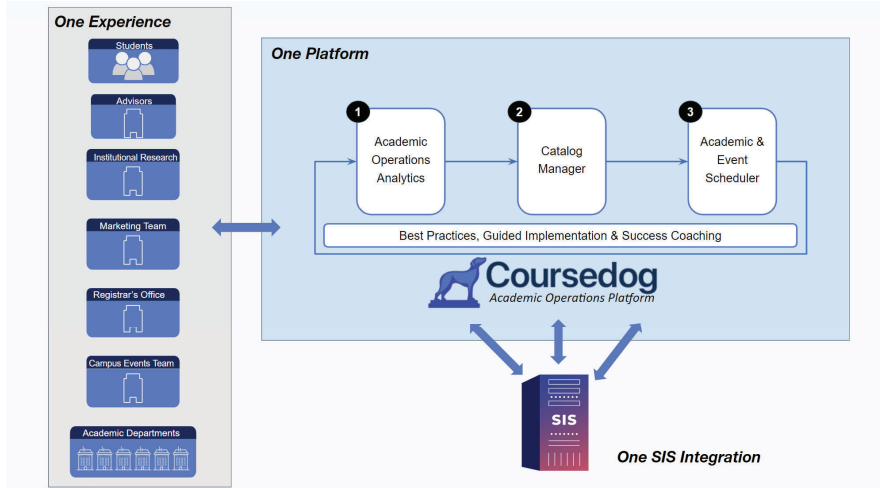 One Experience
Students
Advisors
Institutional Research
Marketing Team
Registrar's Office
Campus Events Team
Academic Departments
One Platform
1
Academic
Operations
Analytics
2
Catalog
Manager
3
Academic &
Event
Scheduler
Best Practices, Guided Implementation & Success Coaching
Coursedog
Academic Operations Platform
SIS
One SIS Integration